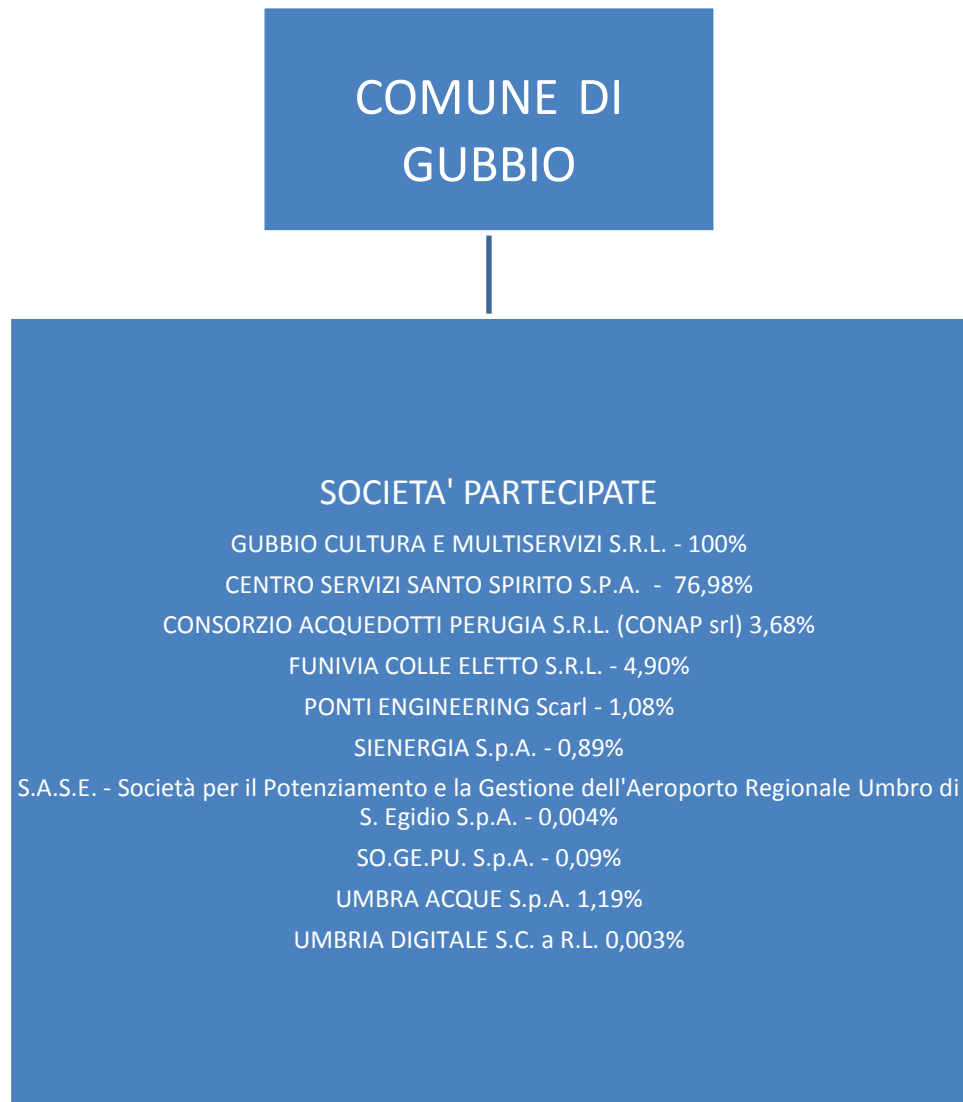 COMUNE DI
GUBBIO
SOCIETA' PARTECIPATE
GUBBIO CULTURA E MULTISERVIZI S.R.L. - 100%
CENTRO SERVIZI SANTO SPIRITO S.P.A. - 76,98%
CONSORZIO ACQUEDOTTI PERUGIA S.R.L. (CONAP srl) 3,68%
FUNIVIA COLLE ELETTO S.R.L. - 4,90%
PONTI ENGINEERING Scarl - 1,08%
SIENERGIA S.p.A. - 0,89%
S.A.S.E. - Società per il Potenziamento e la Gestione dell'Aeroporto Regionale Umbro di
S. Egidio S.p.A. - 0,004%
SO.GE.PU. S.p.A. - 0,09%
UMBRA ACQUE S.p.A. 1,19%
UMBRIA DIGITALE S.C. a R.L. 0,003%